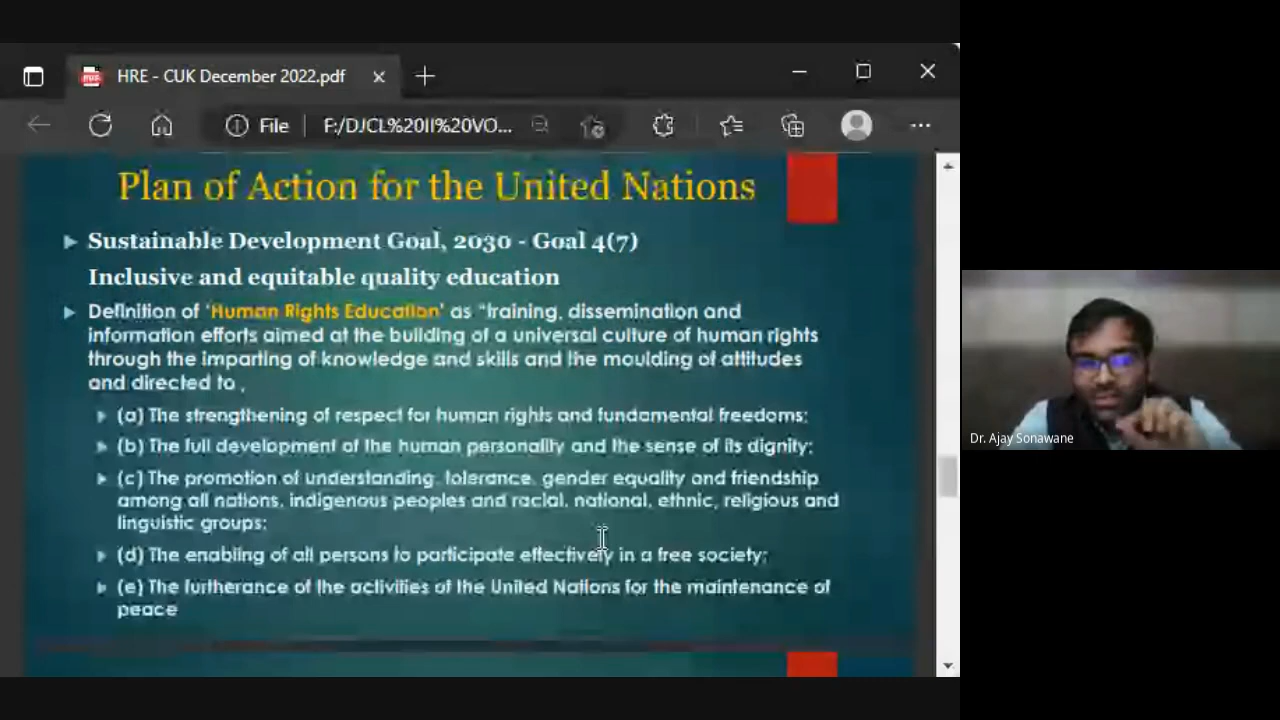 HRE - CUK December 2022.pdf
File
F:/DJCL%20II%20VO...
Plan of Action for the United Nations
Sustainable Development Goal, 2030 - Goal 4(7)
Inclusive and equitable quality education
Definition of 'Human Rights Education' as “training, dissemination and
information efforts aimed at the building of a universal culture of human rights
through the imparting of knowledge and skills and the moulding of attitudes
and directed to ,
(a) The strengthening of respect for human rights and fundamental freedoms;
(b) The full development of the human personality and the sense of its dignity;
(c) The promotion of understanding, tolerance, gender equality and friendship
among all nations, indigenous peoples and racial, national, ethnic, religious and
linguistic groups;
(d) The enabling of all persons to participate effectively in a free society;
(e) The furtherance of the activities of the United Nations for the maintenance of
peace
Dr. Ajay Sonawane